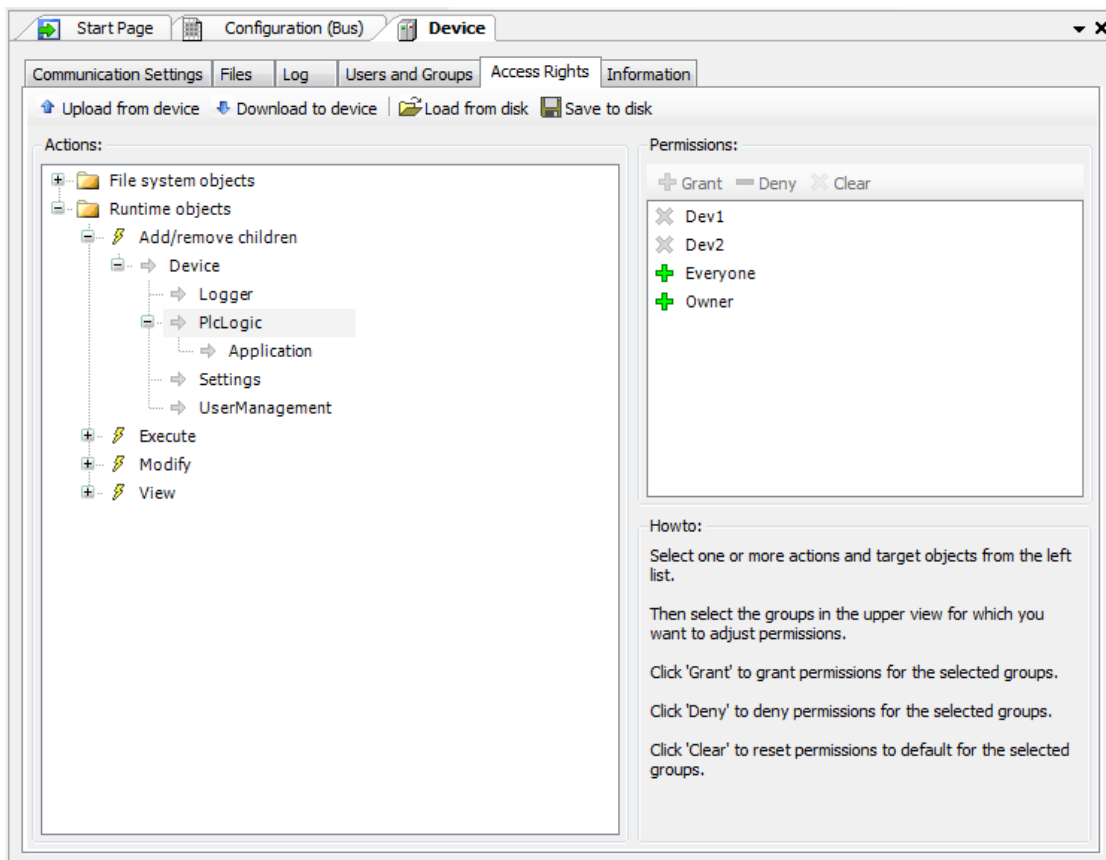 Start Page
Configuration (Bus)
Device
Communication Settings
Files
Log
Users and Groups
Access Rights
Information
Upload from device
Download to device
Load from disk
Save to disk
Actions:
File system objects
Runtime objects
Add/remove children
Device
Logger
PlcLogic
Application
Settings
UserManagement
Execute
Modify
View
Permissions:
Grant
Deny
Clear
Dev1
Dev2
Everyone
Owner
Howto:
Select one or more actions and target objects from the left
list.
Then select the groups in the upper view for which you
want to adjust permissions.
Click 'Grant' to grant permissions for the selected groups.
Click 'Deny' to deny permissions for the selected groups.
Click 'Clear' to reset permissions to default for the selected
groups.